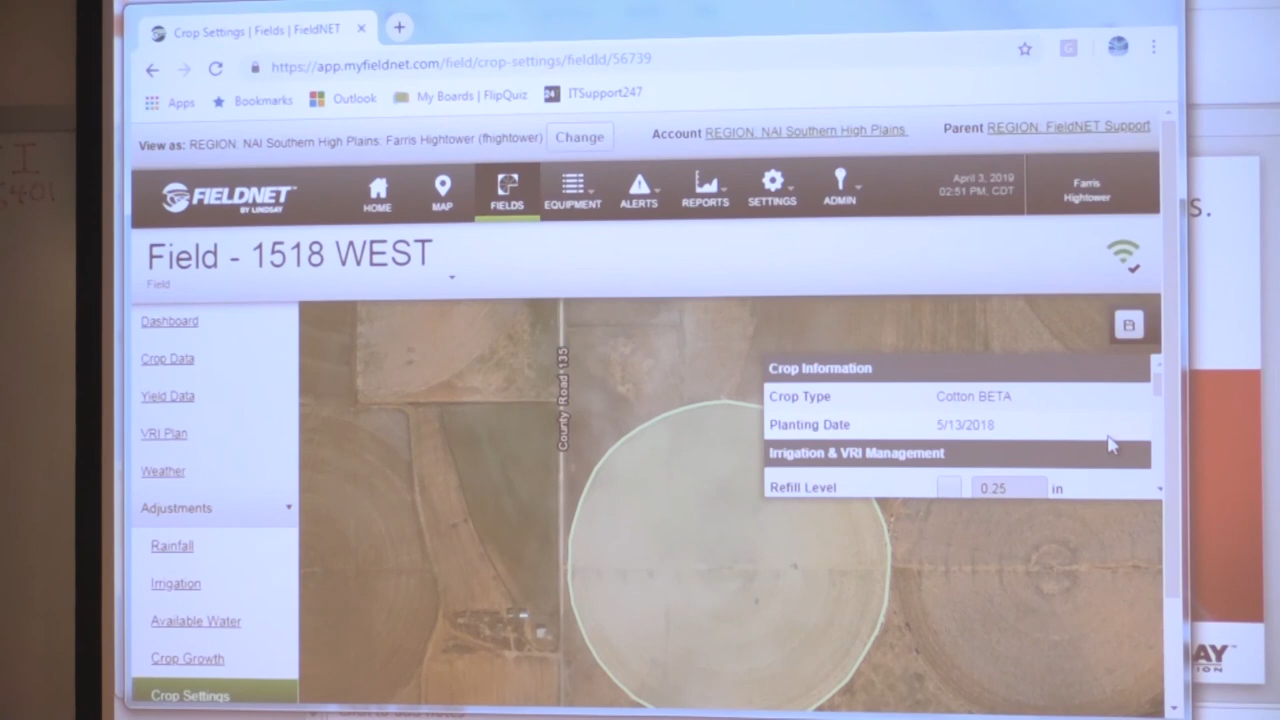 Crop Settings | Fields | FieldNET
https://app.myfieldnet.com/field/crop-settings/fieldId/56739
Apps Bookmarks Outlook My Boards | FlipQuiz 24 ITSupport247
View as: REGION: NAI Southern High Plains: Farris Hightower (fhightower) Change Account REGION: NAI Southern High Plains Parent REGION: FieldNET Support
FIELDNET
BY LINDSAY
HOME MAP FIELDS EQUIPMENT ALERTS REPORTS SETTINGS ADMIN
April 3, 2019
02:51 PM, CDT
Farris
Hightower
s.
Field - 1518 WEST
Field
Dashboard
Crop Data
Yield Data
VRI Plan
Weather
Adjustments
Rainfall
Irrigation
Available Water
Crop Growth
Crop Settings
County Road 135
Crop Information
Crop Type Cotton BETA
Planting Date 5/13/2018
Irrigation & VRI Management
Refill Level 0.25 in
AY
ION